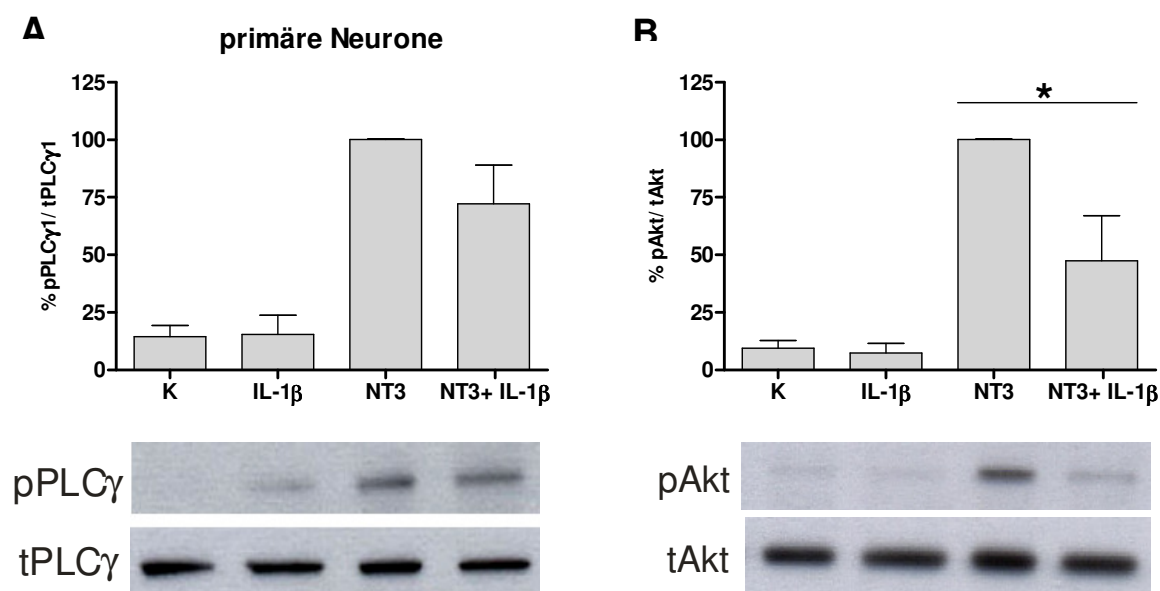 A
primäre Neurone
% pPLCγ1/ tPLCγ1
125
100
75
50
25
0
K IL-1β NT3 NT3+ IL-1β
pPLCγ
tPLCγ
B
% pAkt/ tAkt
125
100
75
50
25
0
*
K IL-1β NT3 NT3+ IL-1β
pAkt
tAkt